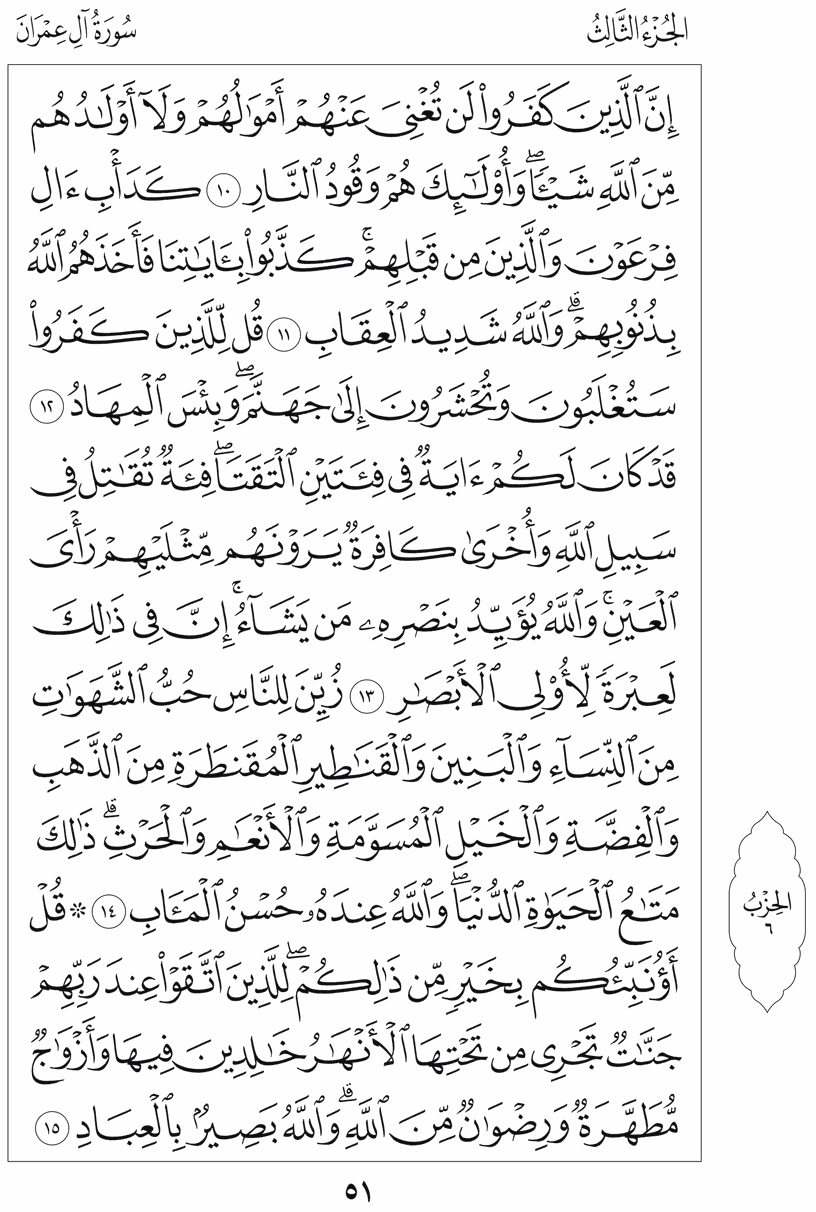 الجُزْءُ الثَّالِثُ
سُورَةُ آلِ عِمْرَانَ
إِنَّ ٱلَّذِينَ كَفَرُوا۟ لَن تُغْنِىَ عَنْهُمْ أَمْوَٰلُهُمْ وَلَآ أَوْلَـٰدُهُم
مِّنَ ٱللَّهِ شَيْـًٔا ۖ وَأُو۟لَـٰٓئِكَ هُمْ وَقُودُ ٱلنَّارِ ١٠ كَدَأْبِ ءَالِ
فِرْعَوْنَ وَٱلَّذِينَ مِن قَبْلِهِمْ ۚ كَذَّبُوا۟ بِـَٔايَـٰتِنَا فَأَخَذَهُمُ ٱللَّهُ
بِذُنُوبِهِمْ ۗ وَٱللَّهُ شَدِيدُ ٱلْعِقَابِ ١١ قُل لِّلَّذِينَ كَفَرُوا۟
سَتُغْلَبُونَ وَتُحْشَرُونَ إِلَىٰ جَهَنَّمَ ۖ وَبِئْسَ ٱلْمِهَادُ ١٢
قَدْ كَانَ لَكُمْ ءَايَةٌ فِى فِئَتَيْنِ ٱلْتَقَتَا ۖ فِئَةٌ تُقَـٰتِلُ فِى
سَبِيلِ ٱللَّهِ وَأُخْرَىٰ كَافِرَةٌ يَرَوْنَهُم مِّثْلَيْهِمْ رَأْىَ
ٱلْعَيْنِ ۚ وَٱللَّهُ يُؤَيِّدُ بِنَصْرِهِۦ مَن يَشَآءُ ۚ إِنَّ فِى ذَٰلِكَ
لَعِبْرَةً لِّأُو۟لِى ٱلْأَبْصَـٰرِ ١٣ زُيِّنَ لِلنَّاسِ حُبُّ ٱلشَّهَوَٰتِ
مِنَ ٱلنِّسَآءِ وَٱلْبَنِينَ وَٱلْقَنَـٰطِيرِ ٱلْمُقَنطَرَةِ مِنَ ٱلذَّهَبِ
وَٱلْفِضَّةِ وَٱلْخَيْلِ ٱلْمُسَوَّمَةِ وَٱلْأَنْعَـٰمِ وَٱلْحَرْثِ ۗ ذَٰلِكَ
مَتَـٰعُ ٱلْحَيَوٰةِ ٱلدُّنْيَا ۖ وَٱللَّهُ عِندَهُۥ حُسْنُ ٱلْمَـَٔابِ ١٤ ۞ قُلْ
أَؤُنَبِّئُكُم بِخَيْرٍ مِّن ذَٰلِكُمْ ۖ لِلَّذِينَ ٱتَّقَوْا۟ عِندَ رَبِّهِمْ
جَنَّـٰتٌ تَجْرِى مِن تَحْتِهَا ٱلْأَنْهَـٰرُ خَـٰلِدِينَ فِيهَا وَأَزْوَٰجٌ
مُّطَهَّرَةٌ وَرِضْوَٰنٌ مِّنَ ٱللَّهِ ۗ وَٱللَّهُ بَصِيرٌۢ بِٱلْعِبَادِ ١٥
الحِزْبُ
٦
٥١